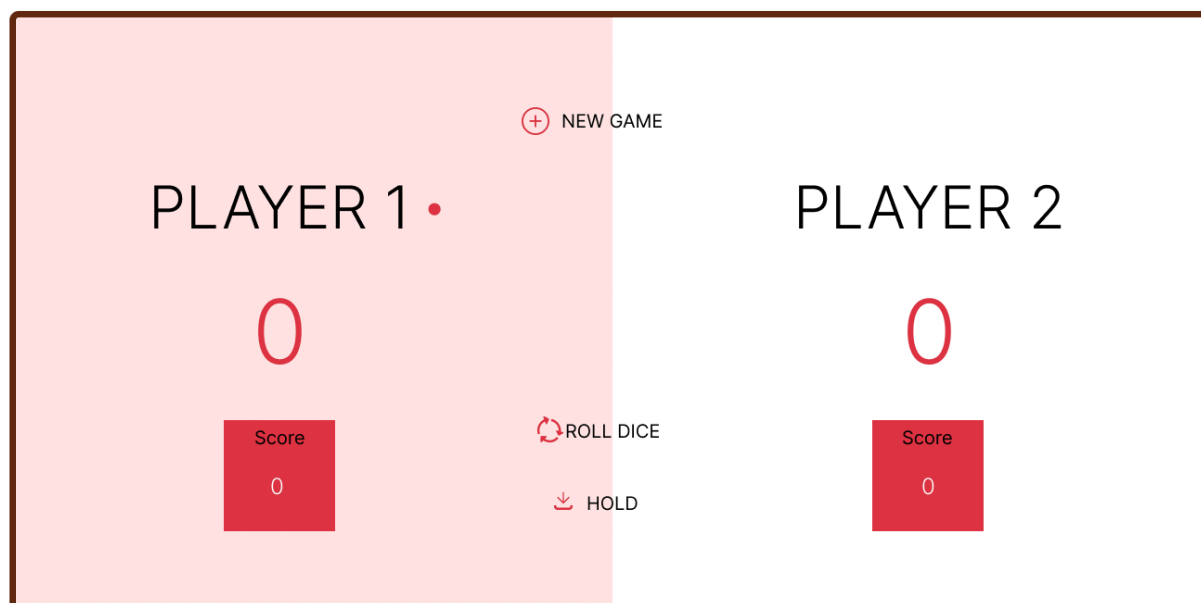 NEW GAME
PLAYER 1
PLAYER 2
0
0
ROLL DICE
Score
0
Score
0
HOLD